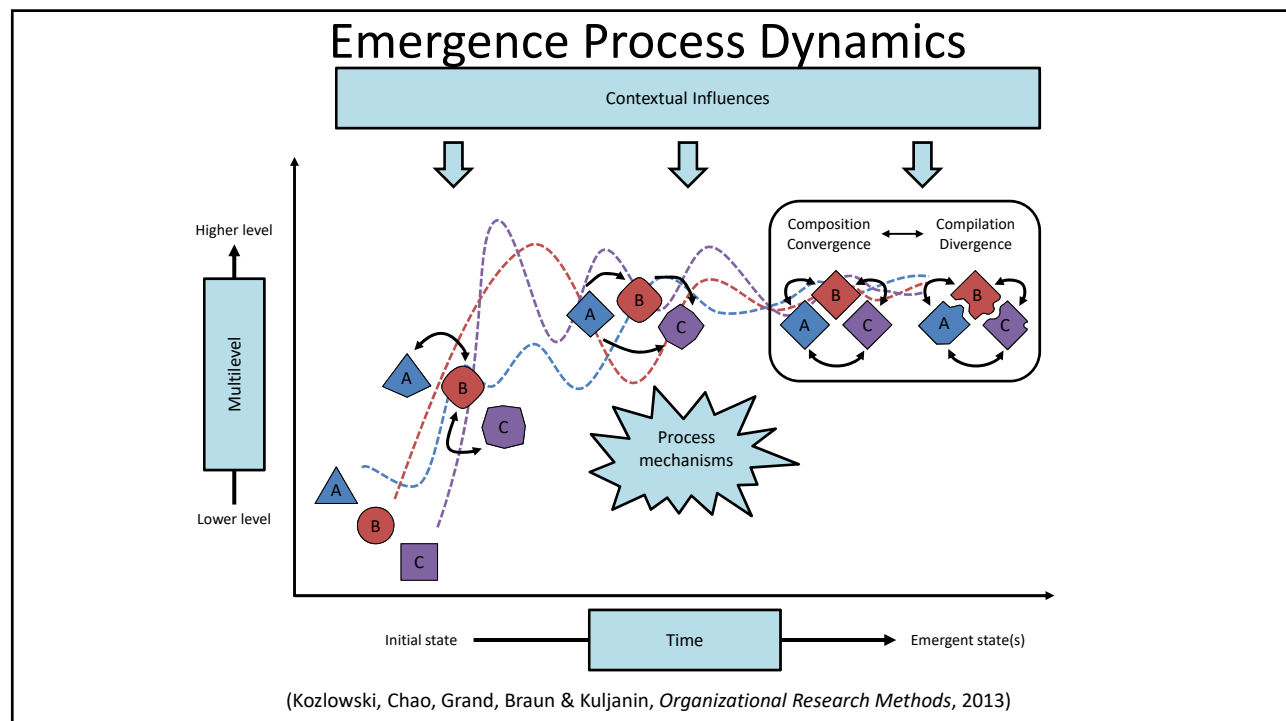 Emergence Process Dynamics
Contextual Influences
Higher level
Multilevel
Lower level
A
B
C
A
B
C
A
B
C
Process
mechanisms
Composition
Convergence
Compilation
Divergence
A
B
C
A
B
C
Initial state
Time
Emergent state(s)
(Kozlowski, Chao, Grand, Braun & Kuljanin, Organizational Research Methods, 2013)